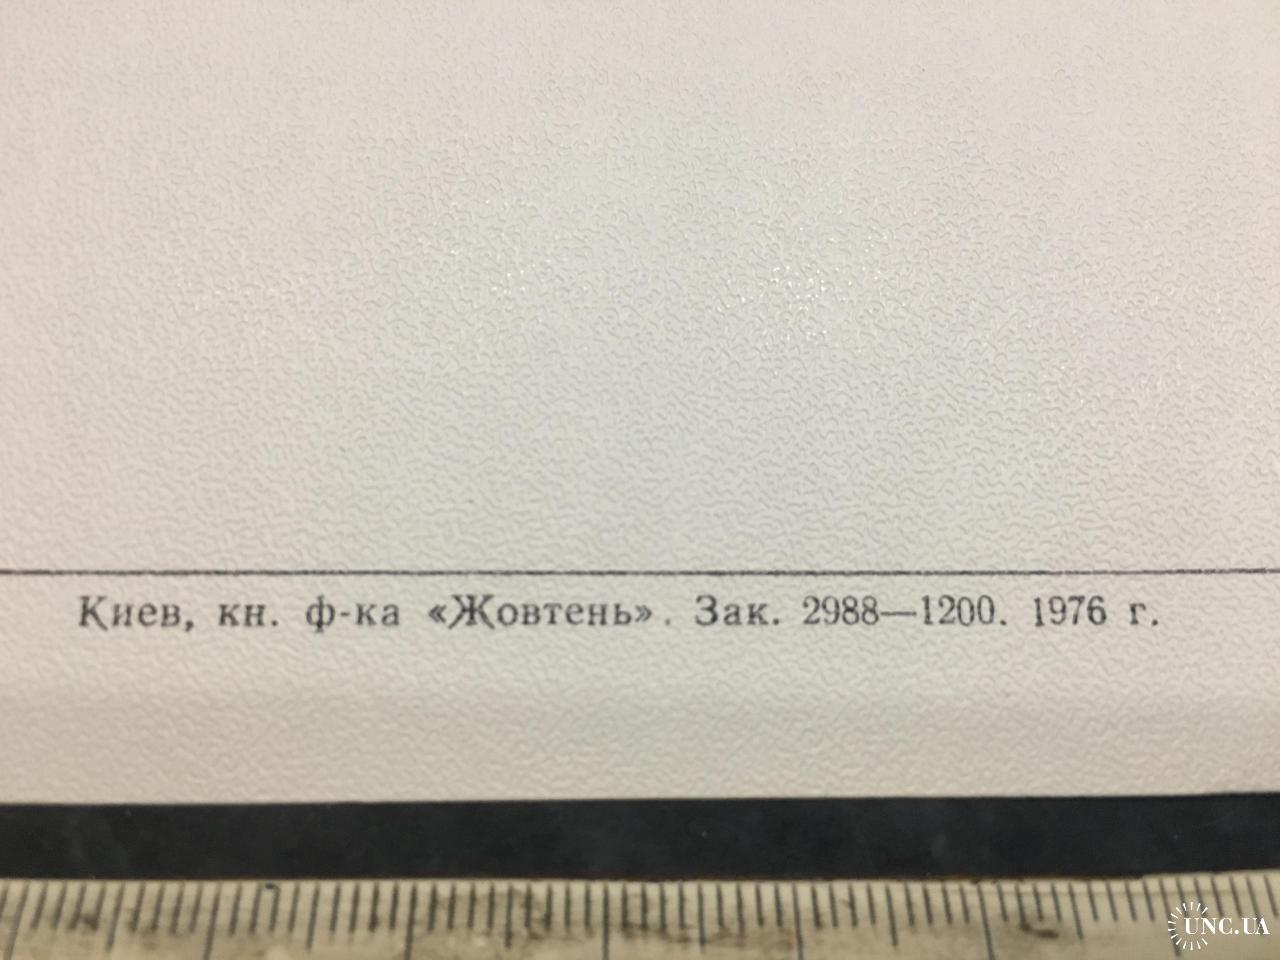 Киев, кн. ф-ка «Жовтень». Зак. 2988—1200. 1976 г.
UNC.UA